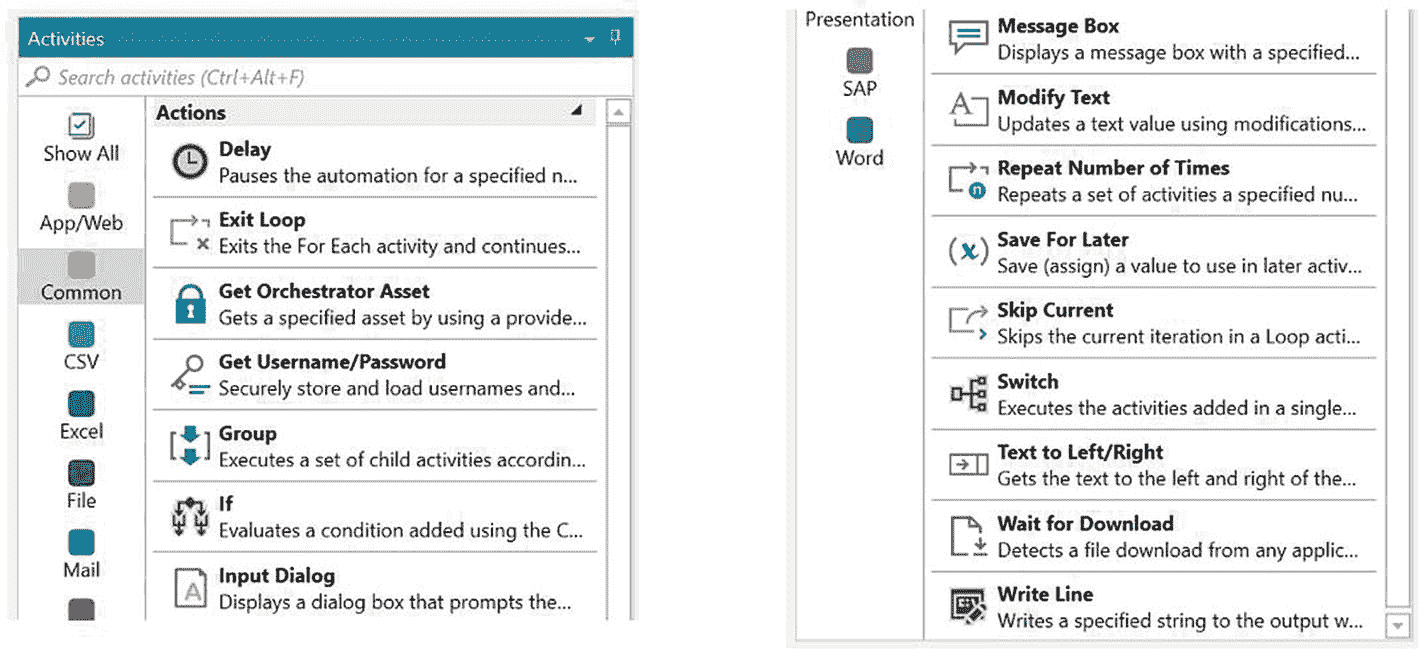 Activities
Search activities (Ctrl+Alt+F)
Show All
App/Web
Common
CSV
Excel
File
Mail
Actions
Delay
Pauses the automation for a specified n...
Exit Loop
Exits the For Each activity and continues...
Get Orchestrator Asset
Gets a specified asset by using a provide...
Get Username/Password
Securely store and load usernames and...
Group
Executes a set of child activities accordin...
If
Evaluates a condition added using the C...
Input Dialog
Displays a dialog box that prompts the...
Presentation
SAP
Word
Message Box
Displays a message box with a specified...
Modify Text
Updates a text value using modifications...
Repeat Number of Times
Repeats a set of activities a specified nu...
Save For Later
Save (assign) a value to use in later activ...
Skip Current
Skips the current iteration in a Loop acti...
Switch
Executes the activities added in a single...
Text to Left/Right
Gets the text to the left and right of the...
Wait for Download
Detects a file download from any applic...
Write Line
Writes a specified string to the output w...